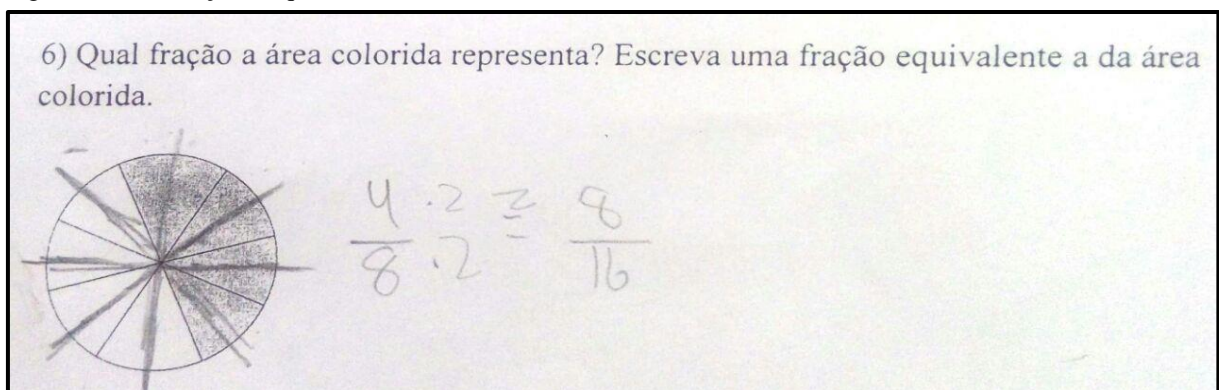 6) Qual fração a área colorida representa? Escreva uma fração equivalente a da área
colorida.
4 . 2 = 8
8 . 2 16